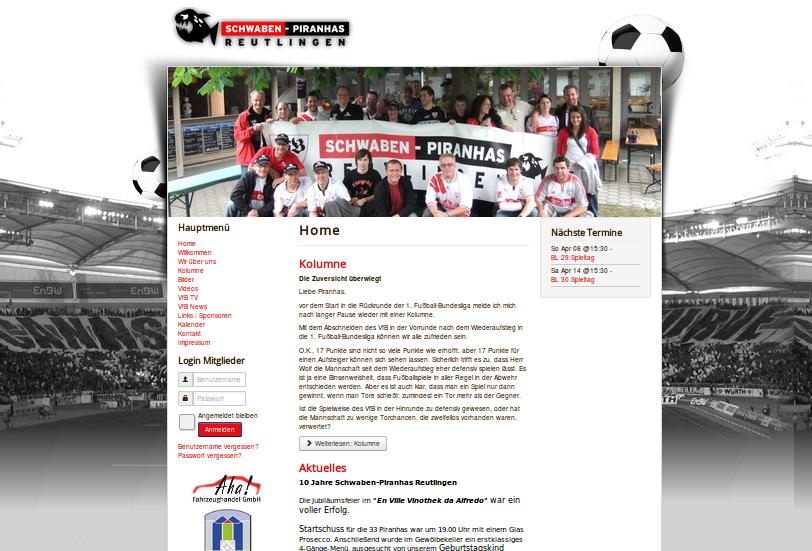 SCHWABEN - PIRANHAS
REUTLINGEN
SCHWABEN - PIRANHAS
REUTLINGEN
Hauptmenü
Home
Willkommen
Wir über uns
Kolumne
Bilder
Videos
VfB TV
VfB News
Links / Sponsoren
Kalender
Kontakt
Impressum
Login Mitglieder
Benutzername
Passwort
Angemeldet bleiben
Anmelden
Benutzername vergessen?
Passwort vergessen?
Aha!
Fahrzeughandel GmbH
Home
Kolumne
Die Zuversicht überwiegt
Liebe Piranhas,
vor dem Start in die Rückrunde der 1. Fußball-Bundesliga melde ich mich
nach langer Pause wieder mit einer Kolumne.
Mit dem Abschneiden des VfB in der Vorrunde nach dem Wiederaufstieg in
die 1. Fußball-Bundesliga können wir alle zufrieden sein.
O.K., 17 Punkte sind nicht so viele Punkte wie erhofft, aber 17 Punkte für
einen Aufsteiger können sich sehen lassen. Sicherlich trifft es zu, dass Herr
Wolf die Mannschaft seit dem Wiederaufstieg eher defensiv spielen lässt. Es
ist ja eine Binsenweisheit, dass Fußballspiele in aller Regel in der Abwehr
entschieden werden. Aber es ist auch klar, dass man ein Spiel nur dann
gewinnt, wenn man Tore schießt: zumindest ein Tor mehr als der Gegner.
Ist die Spielweise des VfB in der Hinrunde zu defensiv gewesen, oder hat
die Mannschaft zu wenige Torchancen, die zweifellos vorhanden waren,
verwertet?
Weiterlesen: Kolumne
Aktuelles
10 Jahre Schwaben-Piranhas Reutlingen
Die Jubiläumsfeier im "En Ville Vinothek da Alfredo" war ein
voller Erfolg.
Startschuss für die 33 Piranhas war um 19.00 Uhr mit einem Glas
Prosecco. Anschließend wurde im Gewölbekeller ein erstklassiges
4-Gänge-Menü, ausgesucht von unserem Geburtstagskind
Nächste Termine
So Apr 08 @15:30 -
BL 29.Spieltag
Sa Apr 14 @15:30 -
BL 30.Spieltag
EnBW
EnBW
WÜRTH